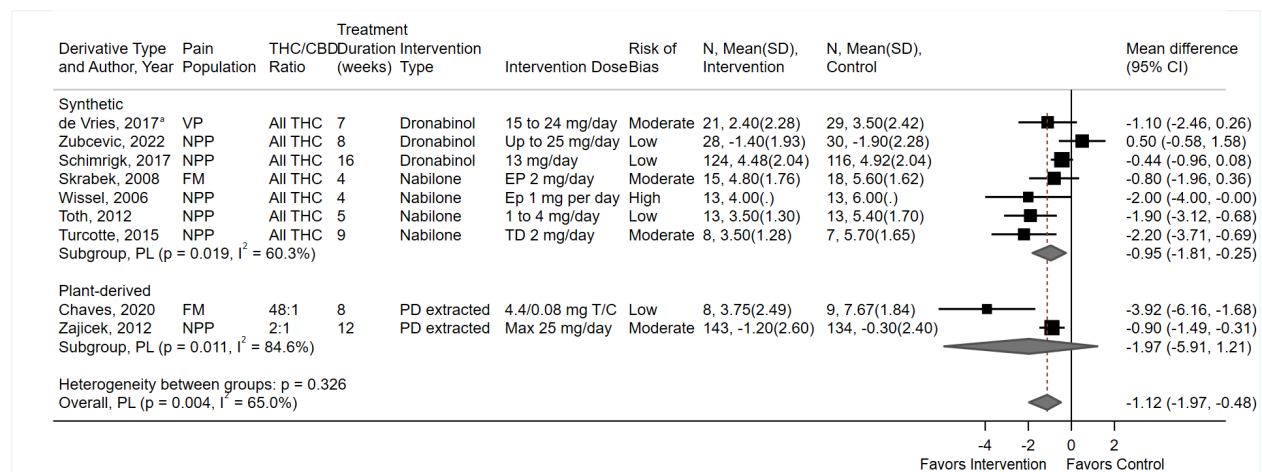 Treatment
Derivative Type Pain THC/CBD Duration Intervention Risk of N, Mean(SD), N, Mean(SD), Mean difference
and Author, Year Population Ratio (weeks) Type Intervention Dose Bias Intervention Control (95% CI)
Synthetic
de Vries, 2017ᵃ VP All THC 7 Dronabinol 15 to 24 mg/day Moderate 21, 2.40(2.28) 29, 3.50(2.42) -1.10 (-2.46, 0.26)
Zubcevic, 2022 NPP All THC 8 Dronabinol Up to 25 mg/day Low 28, -1.40(1.93) 30, -1.90(2.28) 0.50 (-0.58, 1.58)
Schimrigk, 2017 NPP All THC 16 Dronabinol 13 mg/day Low 124, 4.48(2.04) 116, 4.92(2.04) -0.44 (-0.96, 0.08)
Skrabek, 2008 FM All THC 4 Nabilone EP 2 mg/day Moderate 15, 4.80(1.76) 18, 5.60(1.62) -0.80 (-1.96, 0.36)
Wissel, 2006 NPP All THC 4 Nabilone Ep 1 mg per day High 13, 4.00(.) 13, 6.00(.) -2.00 (-4.00, -0.00)
Toth, 2012 NPP All THC 5 Nabilone 1 to 4 mg/day Low 13, 3.50(1.30) 13, 5.40(1.70) -1.90 (-3.12, -0.68)
Turcotte, 2015 NPP All THC 9 Nabilone TD 2 mg/day Moderate 8, 3.50(1.28) 7, 5.70(1.65) -2.20 (-3.71, -0.69)
Subgroup, PL (p = 0.019, I² = 60.3%) -0.95 (-1.81, -0.25)
Plant-derived
Chaves, 2020 FM 48:1 8 PD extracted 4.4/0.08 mg T/C Low 8, 3.75(2.49) 9, 7.67(1.84) -3.92 (-6.16, -1.68)
Zajicek, 2012 NPP 2:1 12 PD extracted Max 25 mg/day Moderate 143, -1.20(2.60) 134, -0.30(2.40) -0.90 (-1.49, -0.31)
Subgroup, PL (p = 0.011, I² = 84.6%) -1.97 (-5.91, 1.21)
Heterogeneity between groups: p = 0.326
Overall, PL (p = 0.004, I² = 65.0%) -1.12 (-1.97, -0.48)
-4 -2 0 2
Favors Intervention Favors Control